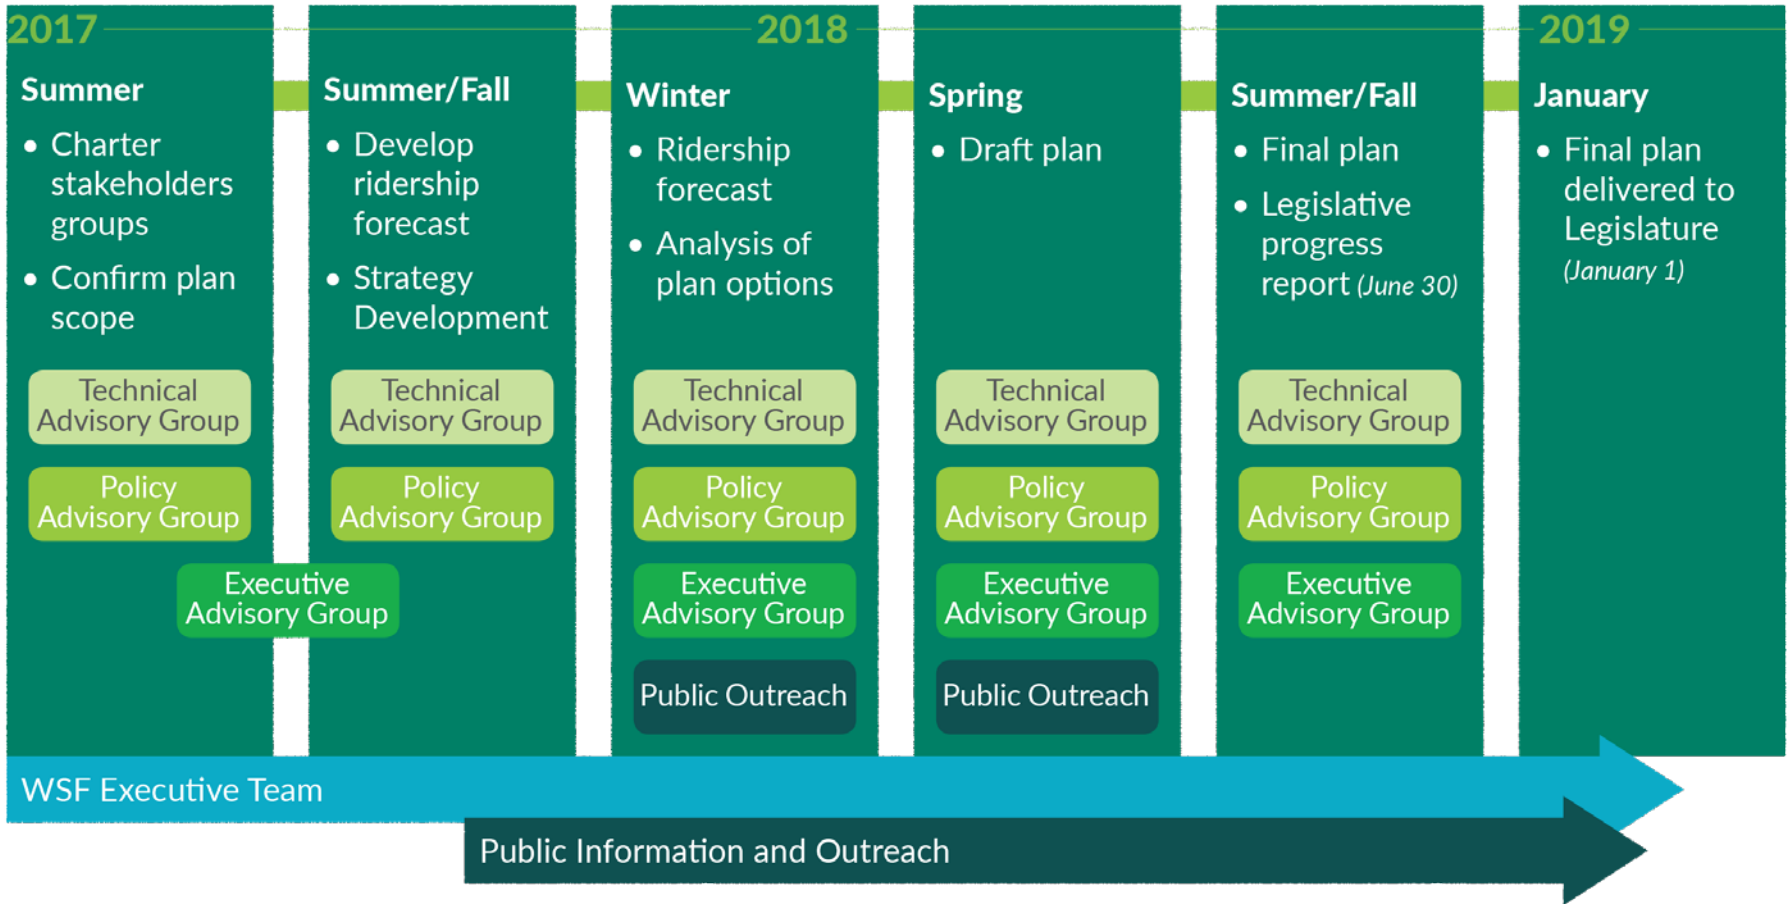 2017
2018
2019
Summer
• Charter
stakeholders
groups
• Confirm plan
scope
Technical
Advisory Group
Policy
Advisory Group
Executive
Advisory Group
Summer/Fall
• Develop
ridership
forecast
• Strategy
Development
Technical
Advisory Group
Policy
Advisory Group
Winter
• Ridership
forecast
• Analysis of
plan options
Technical
Advisory Group
Policy
Advisory Group
Executive
Advisory Group
Public Outreach
Spring
• Draft plan
Technical
Advisory Group
Policy
Advisory Group
Executive
Advisory Group
Public Outreach
Summer/Fall
• Final plan
• Legislative
progress
report (June 30)
Technical
Advisory Group
Policy
Advisory Group
Executive
Advisory Group
January
• Final plan
delivered to
Legislature
(January 1)
WSF Executive Team
Public Information and Outreach